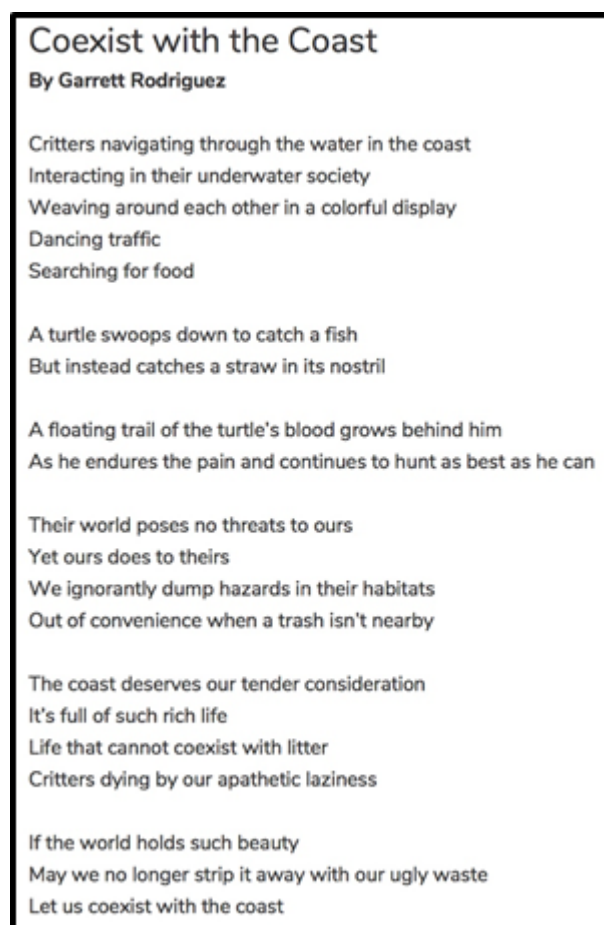 Coexist with the Coast
By Garrett Rodriguez
Critters navigating through the water in the coast
Interacting in their underwater society
Weaving around each other in a colorful display
Dancing traffic
Searching for food
A turtle swoops down to catch a fish
But instead catches a straw in its nostril
A floating trail of the turtle's blood grows behind him
As he endures the pain and continues to hunt as best as he can
Their world poses no threats to ours
Yet ours does to theirs
We ignorantly dump hazards in their habitats
Out of convenience when a trash isn't nearby
The coast deserves our tender consideration
It's full of such rich life
Life that cannot coexist with litter
Critters dying by our apathetic laziness
If the world holds such beauty
May we no longer strip it away with our ugly waste
Let us coexist with the coast